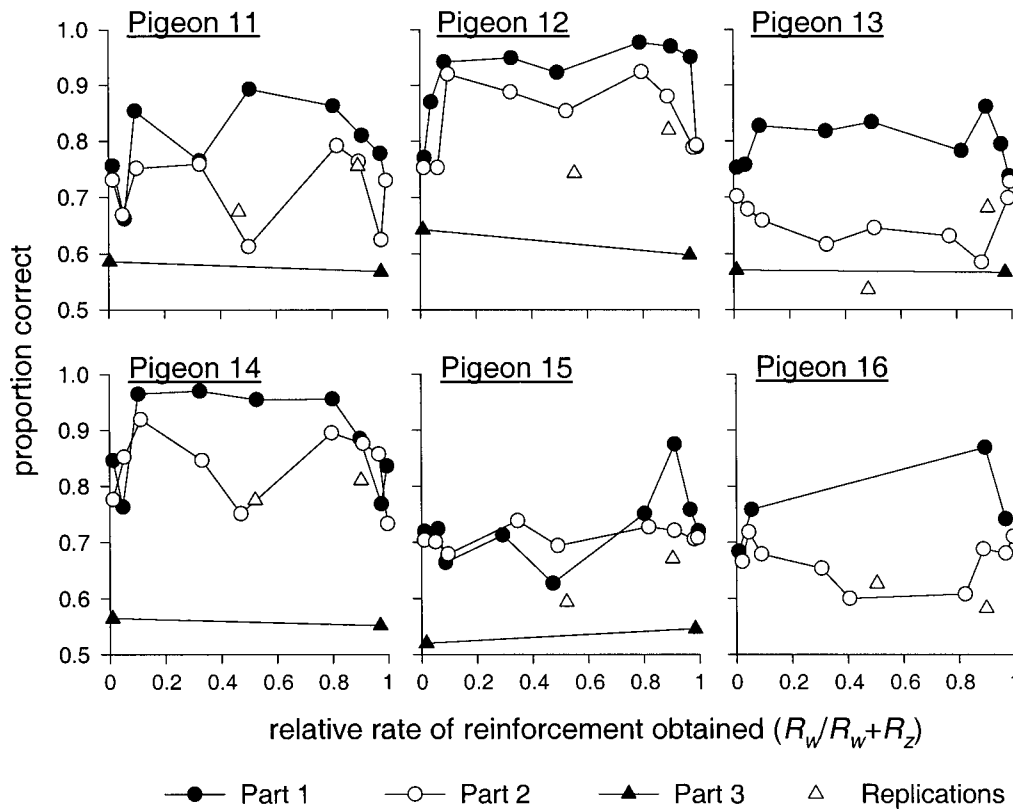 Pigeon 11 Pigeon 12 Pigeon 13
1.0
0.9
0.8
0.7
0.6
0.5
Pigeon 14 Pigeon 15 Pigeon 16
1.0
0.9
0.8
0.7
0.6
0.5
proportion correct
0 0.2 0.4 0.6 0.8 1 0 0.2 0.4 0.6 0.8 1 0 0.2 0.4 0.6 0.8 1
relative rate of reinforcement obtained (Rw/Rw+Rz)
Part 1 Part 2 Part 3 Replications